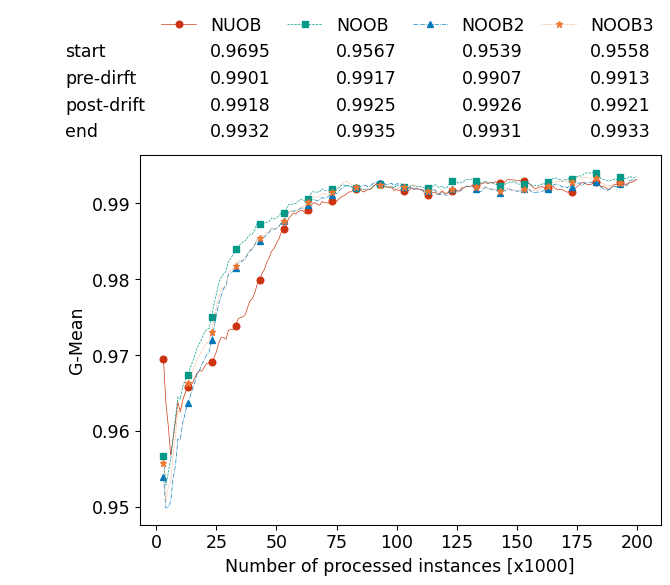 NUOB NOOB NOOB2 NOOB3
start 0.9695 0.9567 0.9539 0.9558
pre-dirft 0.9901 0.9917 0.9907 0.9913
post-drift 0.9918 0.9925 0.9926 0.9921
end 0.9932 0.9935 0.9931 0.9933
G-Mean
0.99
0.98
0.97
0.96
0.95
0 25 50 75 100 125 150 175 200
Number of processed instances [x1000]